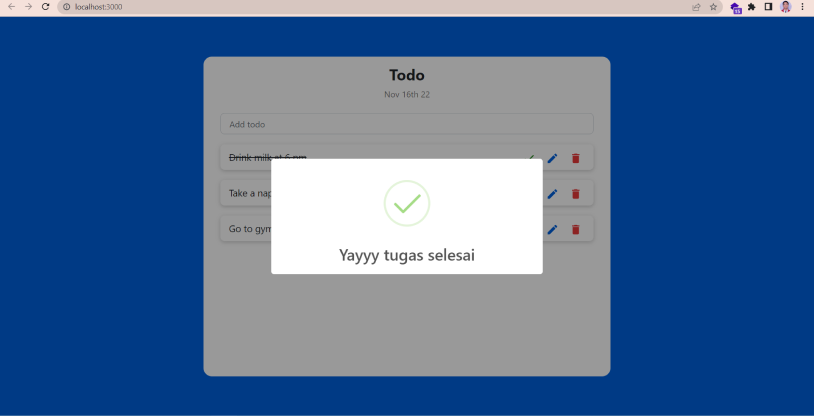 localhost:3000
15
Todo
Nov 16th 22
Add todo
Drink milk at 6 pm
Take a nap
Go to gym
Yayyy tugas selesai